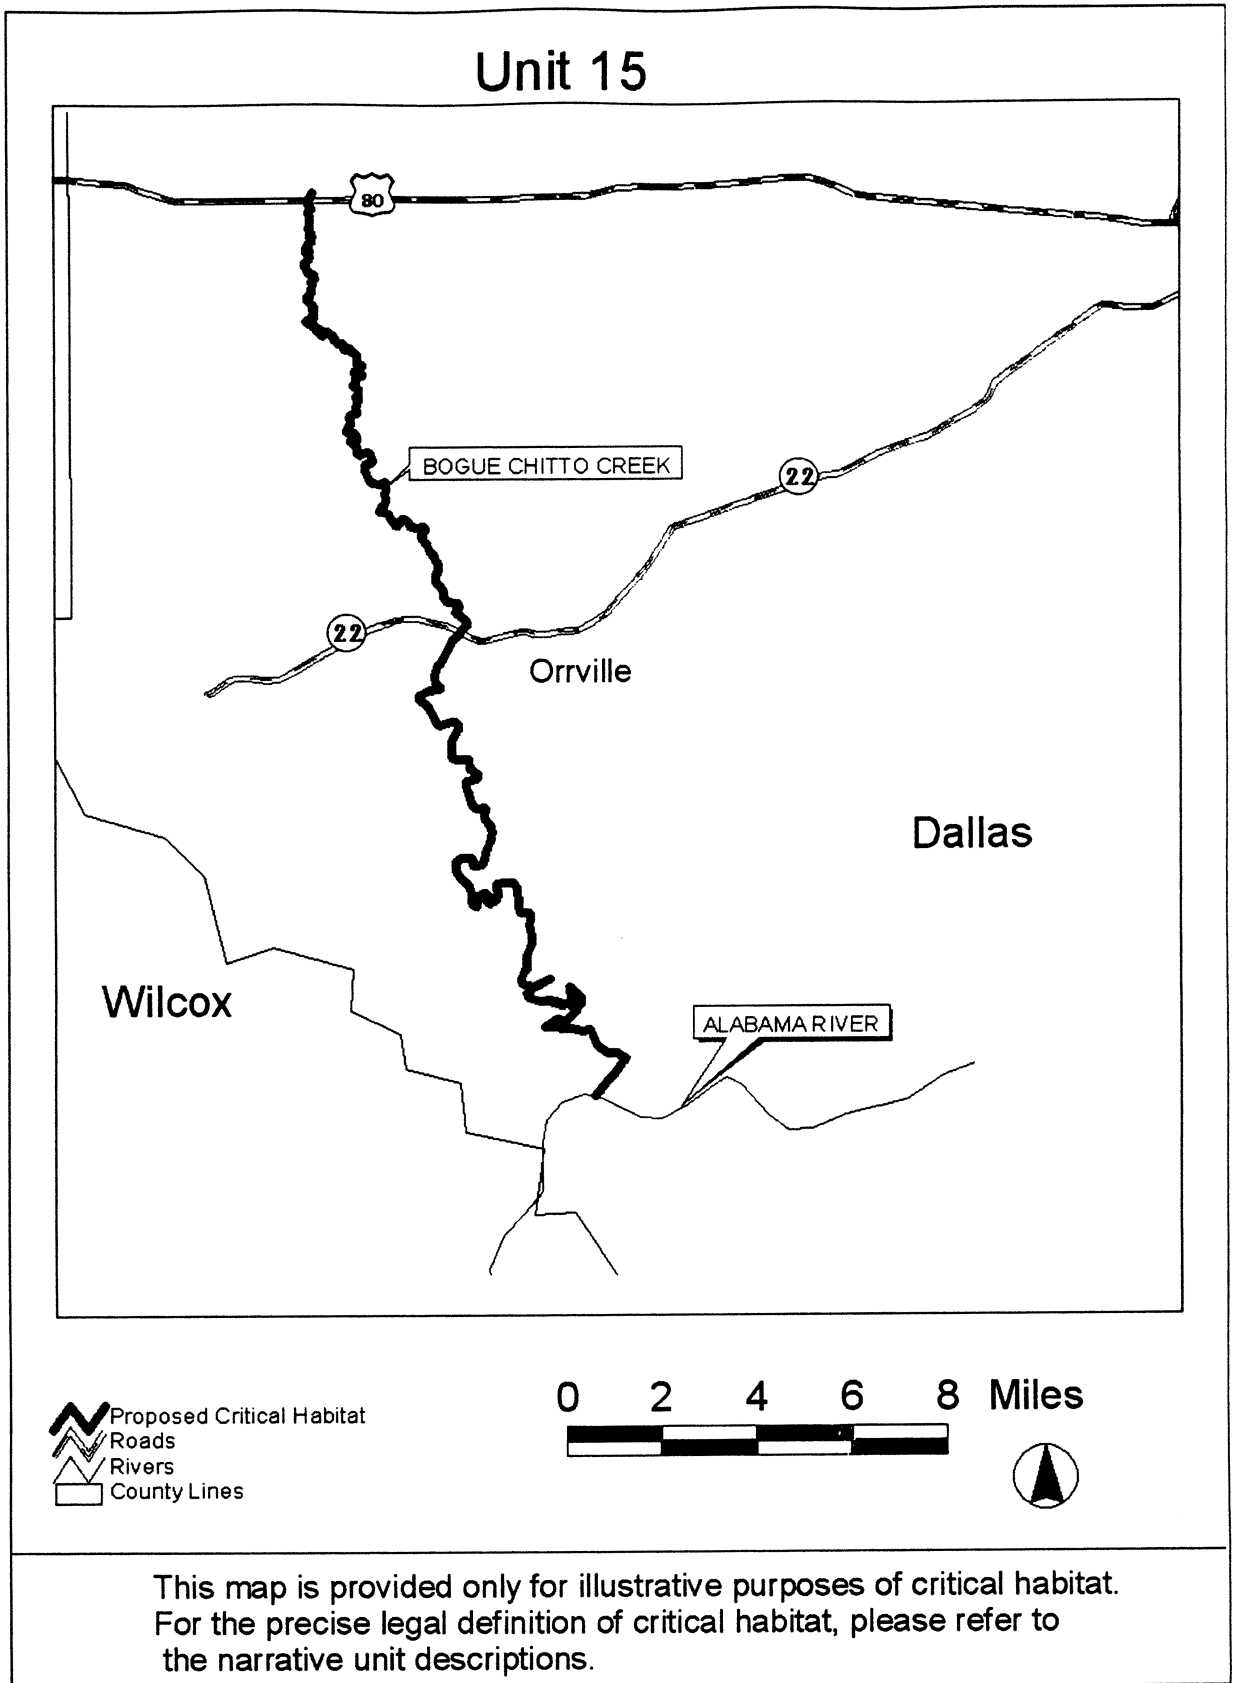 Unit 15
80
BOGUE CHITTO CREEK
22
22
Orrville
Dallas
Wilcox
ALABAMA RIVER
0 2 4 6 8 Miles
Proposed Critical Habitat
Roads
Rivers
County Lines
This map is provided only for illustrative purposes of critical habitat.
For the precise legal definition of critical habitat, please refer to
the narrative unit descriptions.